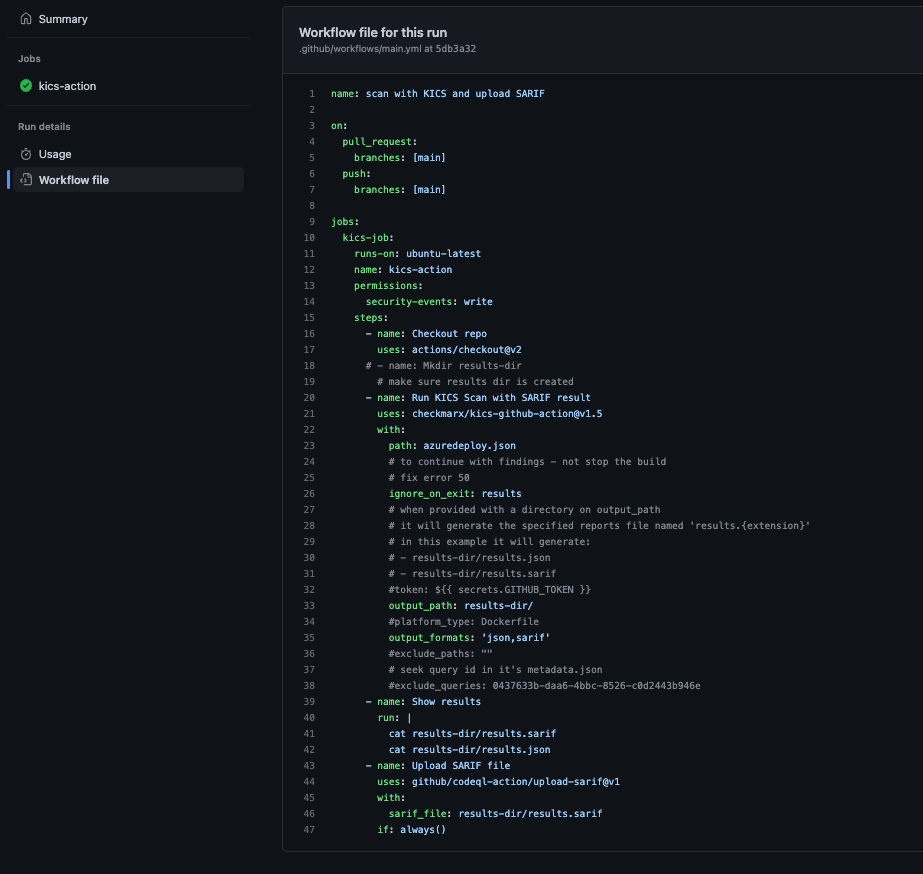 Summary
Jobs
kics-action
Run details
Usage
Workflow file
Workflow file for this run
.github/workflows/main.yml at 5db3a32
1 name: scan with KICS and upload SARIF
2
3 on:
4   pull_request:
5     branches: [main]
6   push:
7     branches: [main]
8
9 jobs:
10   kics-job:
11     runs-on: ubuntu-latest
12     name: kics-action
13     permissions:
14       security-events: write
15     steps:
16       - name: Checkout repo
17         uses: actions/checkout@v2
18       # - name: Mkdir results-dir
19         # make sure results dir is created
20       - name: Run KICS Scan with SARIF result
21         uses: checkmarx/kics-github-action@v1.5
22         with:
23           path: azuredeploy.json
24           # to continue with findings - not stop the build
25           # fix error 50
26           ignore_on_exit: results
27           # when provided with a directory on output_path
28           # it will generate the specified reports file named 'results.{extension}'
29           # in this example it will generate:
30           # - results-dir/results.json
31           # - results-dir/results.sarif
32           #token: ${{ secrets.GITHUB_TOKEN }}
33           output_path: results-dir/
34           #platform_type: Dockerfile
35           output_formats: 'json,sarif'
36           #exclude_paths: ""
37           # seek query id in it's metadata.json
38           #exclude_queries: 0437633b-daa6-4bbc-8526-c0d2443b946e
39       - name: Show results
40         run: |
41           cat results-dir/results.sarif
42           cat results-dir/results.json
43       - name: Upload SARIF file
44         uses: github/codeql-action/upload-sarif@v1
45         with:
46           sarif_file: results-dir/results.sarif
47         if: always()